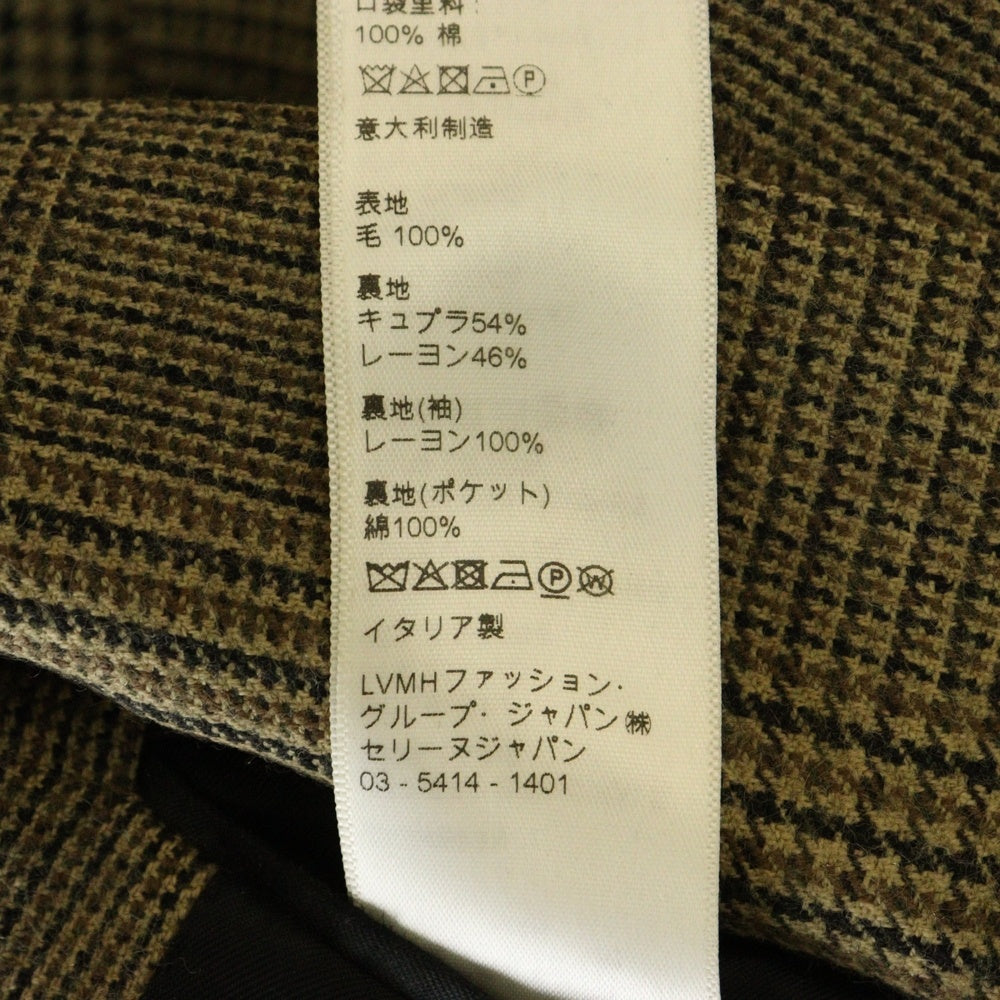 口袋里料:
100% 棉
意大利制造
表地
毛 100%
裏地
キュプラ54%
レーヨン46%
裏地(袖)
レーヨン100%
裏地(ポケット)
綿100%
イタリア製
LVMHファッション·
グループ· ジャパン㈱
セリーヌジャパン
03 - 5414 - 1401